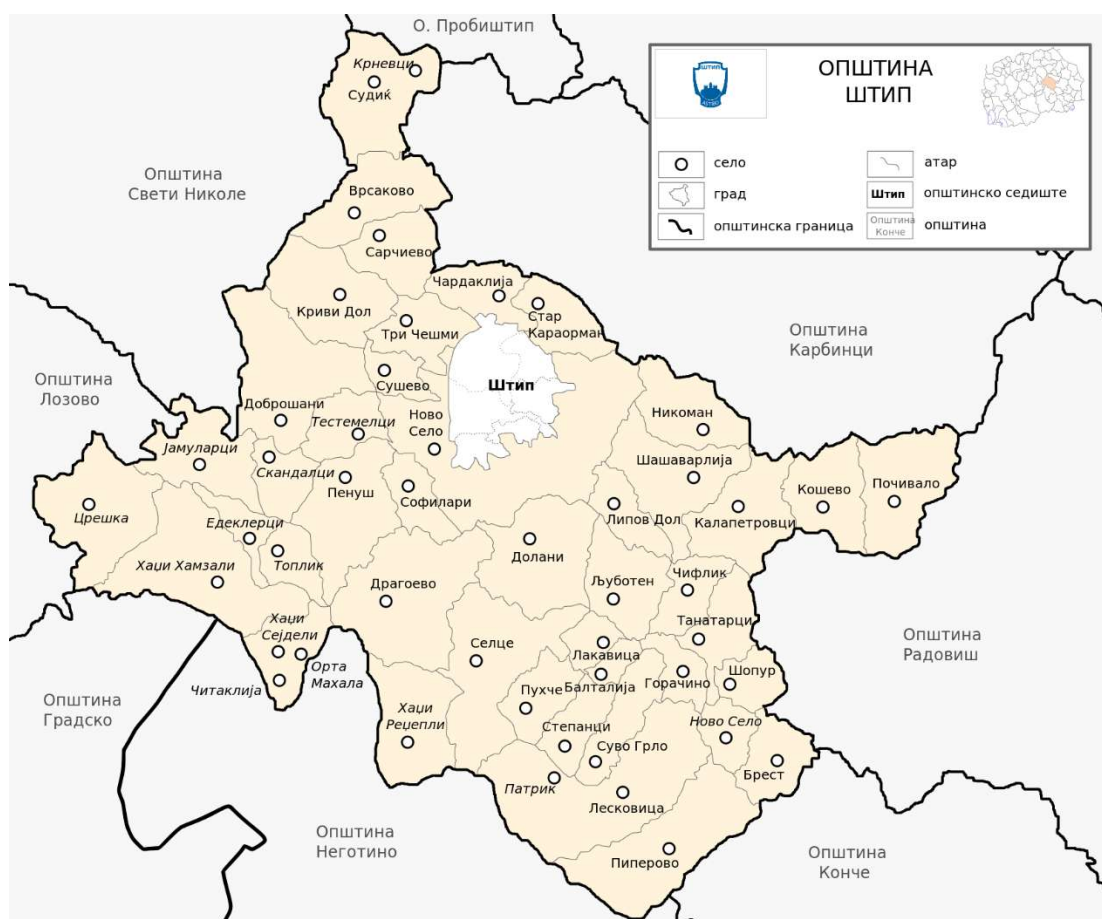 О. Пробиштип
Крневци
Судиќ
ШТИП
ОПШТИНА
ШТИП
село
атар
град
Штип
општинско седиште
општинска граница
Општина
Конче
општина
Општина
Свети Николе
Врсаково
Сарчиево
Чардаклија
Криви Дол
Стар
Караорман
Три Чешми
Општина
Карбинци
Општина
Лозово
Сушево
Штип
Доброшани
Тестемелци
Ново
Село
Никоман
Јамуларци
Скандалци
Шашаварлија
Пенуш
Софилари
Црешка
Липов Дол
Калапетровци
Кошево
Почивало
Едеклерци
Топлик
Долани
Хаџи Хамзали
Драгоево
Љуботен
Чифлик
Хаџи
Сејдели
Танатарци
Општина
Радовиш
Селце
Лакавица
Орта
Махала
Читаклија
Балталија
Горачино
Шопур
Општина
Градско
Пухче
Хаџи
Реџепли
Степанци
Ново Село
Суво Грло
Брест
Патрик
Лесковица
Општина
Неготино
Пиперово
Општина
Конче